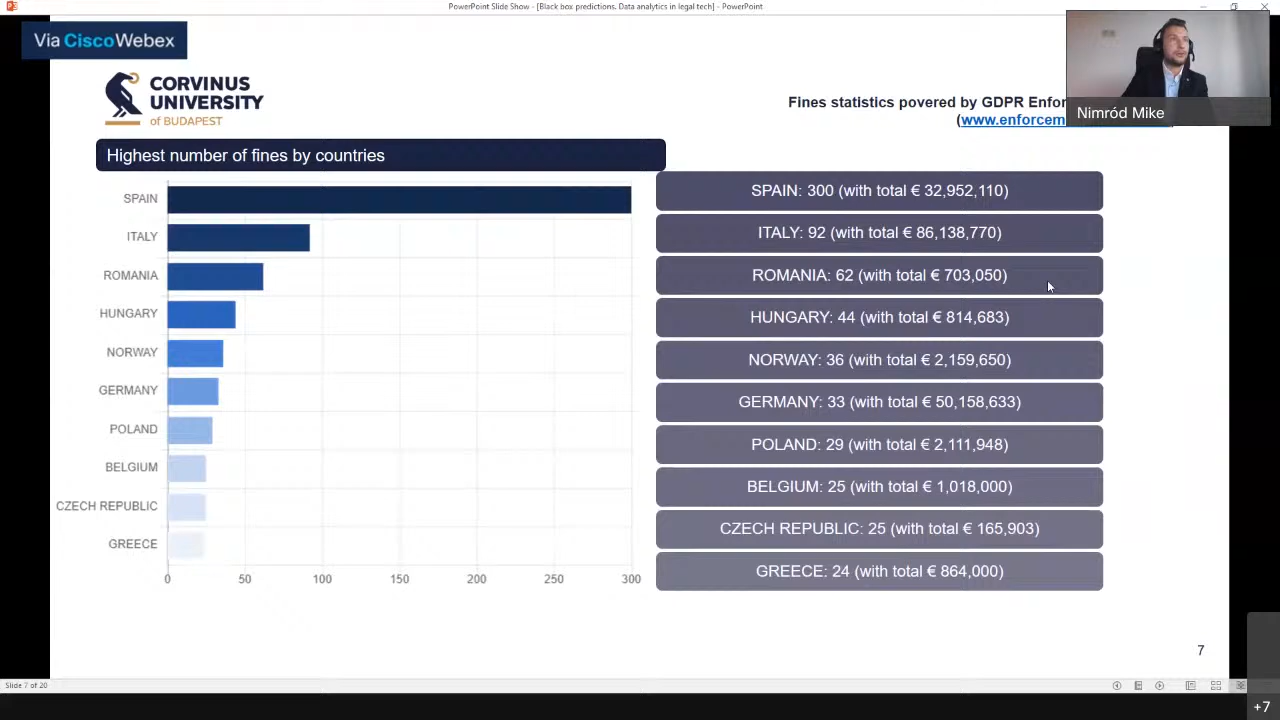 PowerPoint Slide Show - [Black box predictions. Data analytics in legal tech] - PowerPoint
Via CiscoWebex
CORVINUS
UNIVERSITY
of BUDAPEST
Fines statistics povered by GDPR
(www.
Nimród Mike
Highest number of fines by countries
SPAIN
ITALY
ROMANIA
HUNGARY
NORWAY
GERMANY
POLAND
BELGIUM
CZECH REPUBLIC
GREECE
0 50 100 150 200 250 300
SPAIN: 300 (with total € 32,952,110)
ITALY: 92 (with total € 86,138,770)
ROMANIA: 62 (with total € 703,050)
HUNGARY: 44 (with total € 814,683)
NORWAY: 36 (with total € 2,159,650)
GERMANY: 33 (with total € 50,158,633)
POLAND: 29 (with total € 2,111,948)
BELGIUM: 25 (with total € 1,018,000)
CZECH REPUBLIC: 25 (with total € 165,903)
GREECE: 24 (with total € 864,000)
7
Slide 7 of 20
+7